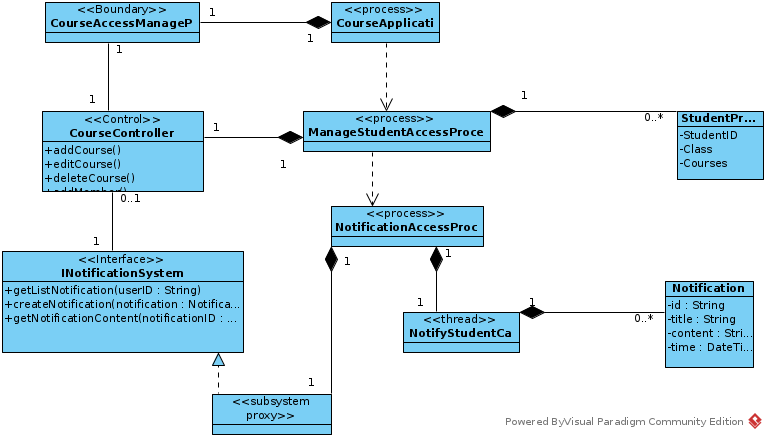 <<Boundary>>
CourseAccessManageP
1
1
<<process>>
CourseApplicati
1
1
<<Control>>
CourseController
+addCourse()
+editCourse()
+deleteCourse()
+addMember()
1
1
<<process>>
ManageStudentAccessProce
1
0..*
StudentPr...
-StudentID
-Class
-Courses
0..1
1
<<process>>
NotificationAccessProc
<<Interface>>
INotificationSystem
+getListNotification(userID : String)
+createNotification(notification : Notifica...
+getNotificationContent(notificationID : ...
1
1
1
1
<<thread>>
NotifyStudentCa
1
0..*
Notification
-id : String
-title : String
-content : Stri...
-time : DateTi...
<<subsystem
proxy>>
Powered ByVisual Paradigm Community Edition